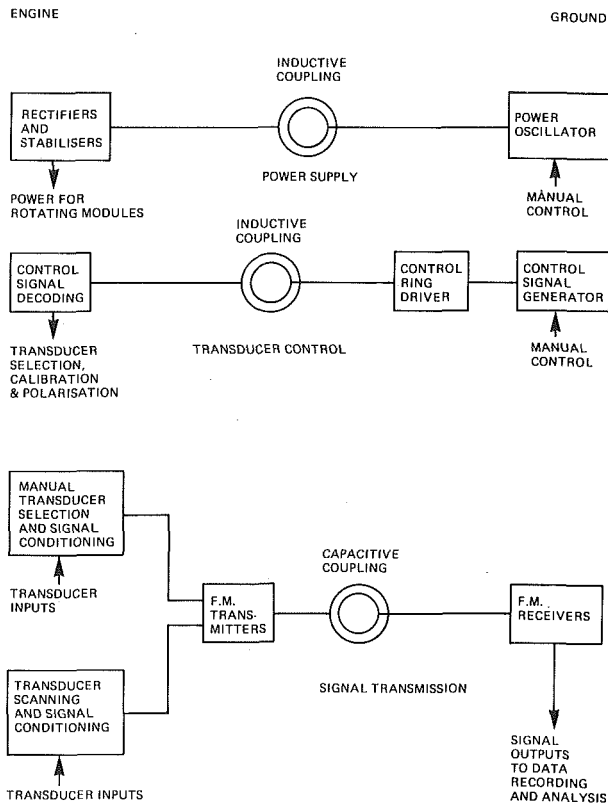 ENGINE
GROUND
INDUCTIVE
COUPLING
RECTIFIERS
AND
STABILISERS
POWER
OSCILLATOR
POWER SUPPLY
POWER FOR
ROTATING MODULES
MANUAL
CONTROL
INDUCTIVE
COUPLING
CONTROL
SIGNAL
DECODING
CONTROL
RING
DRIVER
CONTROL
SIGNAL
GENERATOR
TRANSDUCER CONTROL
TRANSDUCER
SELECTION,
CALIBRATION
& POLARISATION
MANUAL
CONTROL
MANUAL
TRANSDUCER
SELECTION
AND SIGNAL
CONDITIONING
TRANSDUCER
INPUTS
CAPACITIVE
COUPLING
F.M.
TRANS-
MITTERS
F.M.
RECEIVERS
SIGNAL TRANSMISSION
TRANSDUCER
SCANNING
AND SIGNAL
CONDITIONING
TRANSDUCER INPUTS
SIGNAL
OUTPUTS
TO DATA
RECORDING
AND ANALYSIS